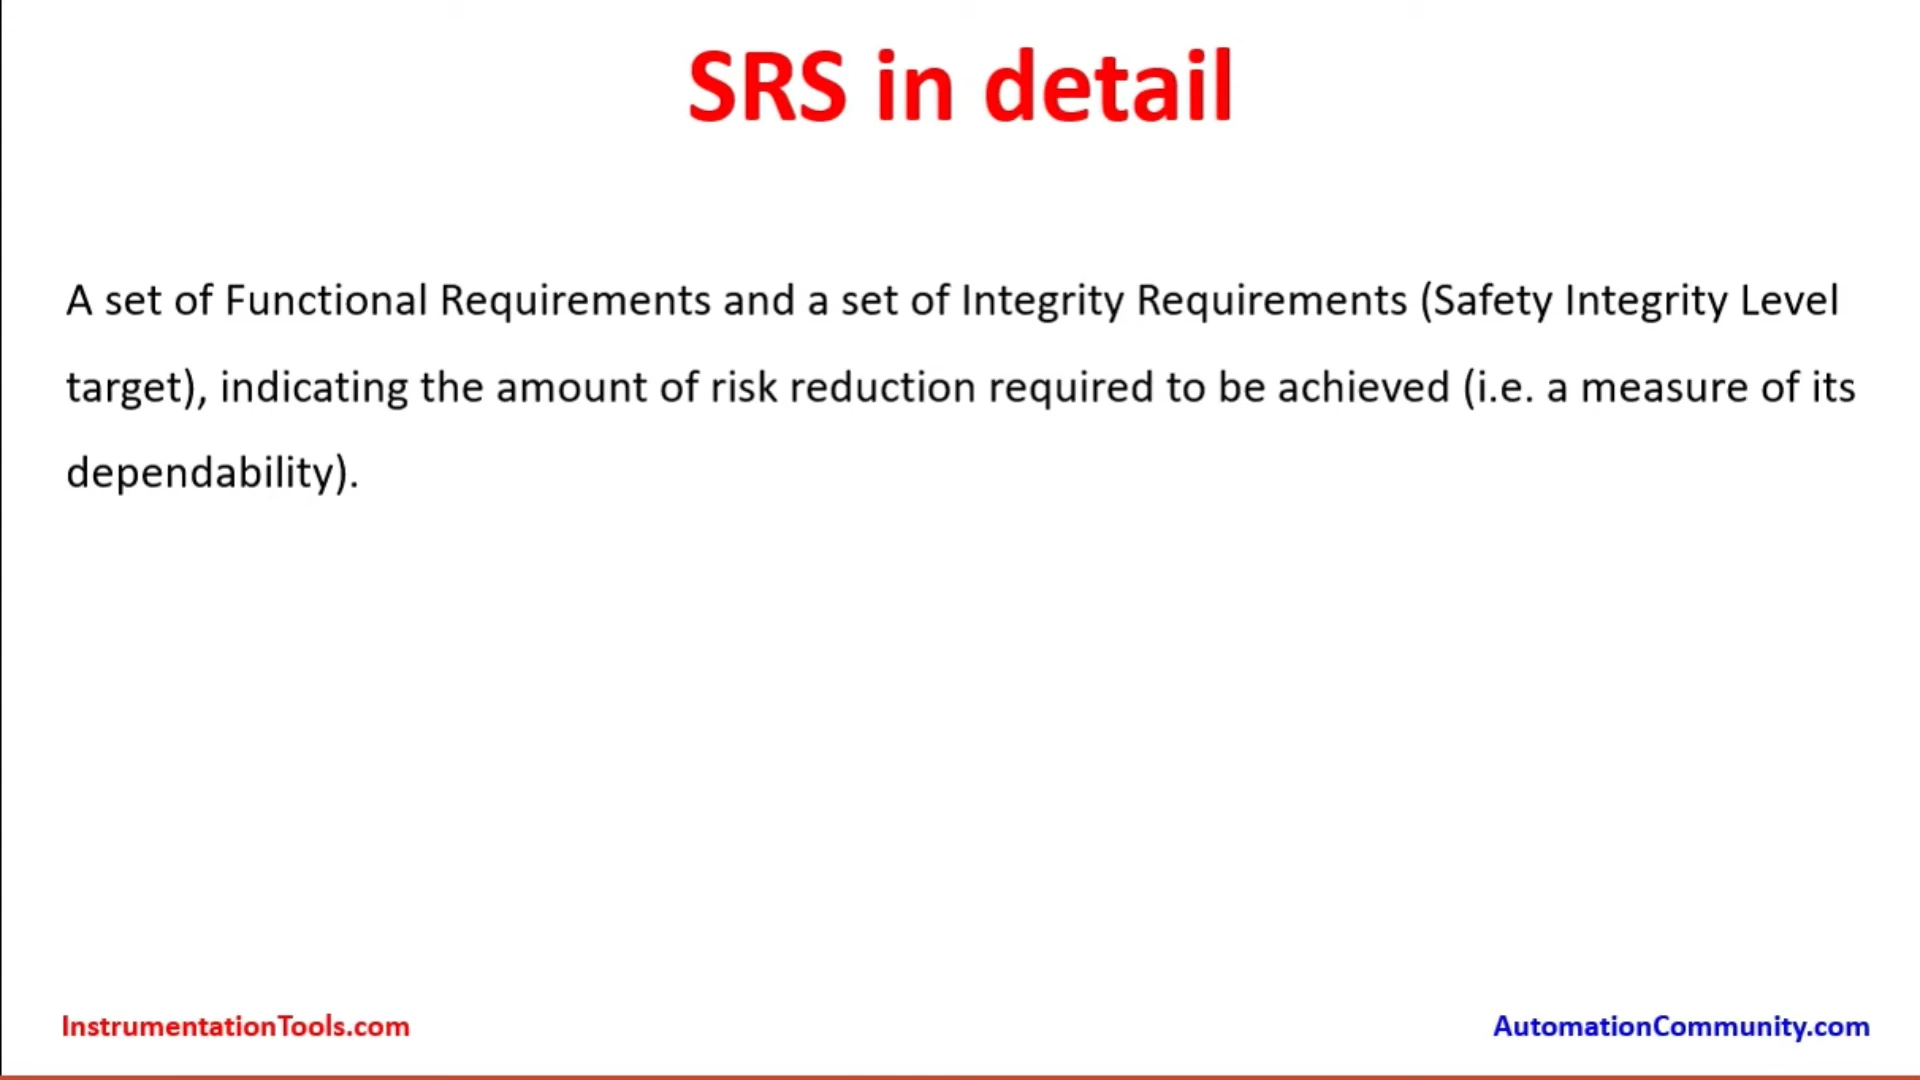 SRS in detail
A set of Functional Requirements and a set of Integrity Requirements (Safety Integrity Level
target), indicating the amount of risk reduction required to be achieved (i.e. a measure of its
dependability).
InstrumentationTools.com
AutomationCommunity.com